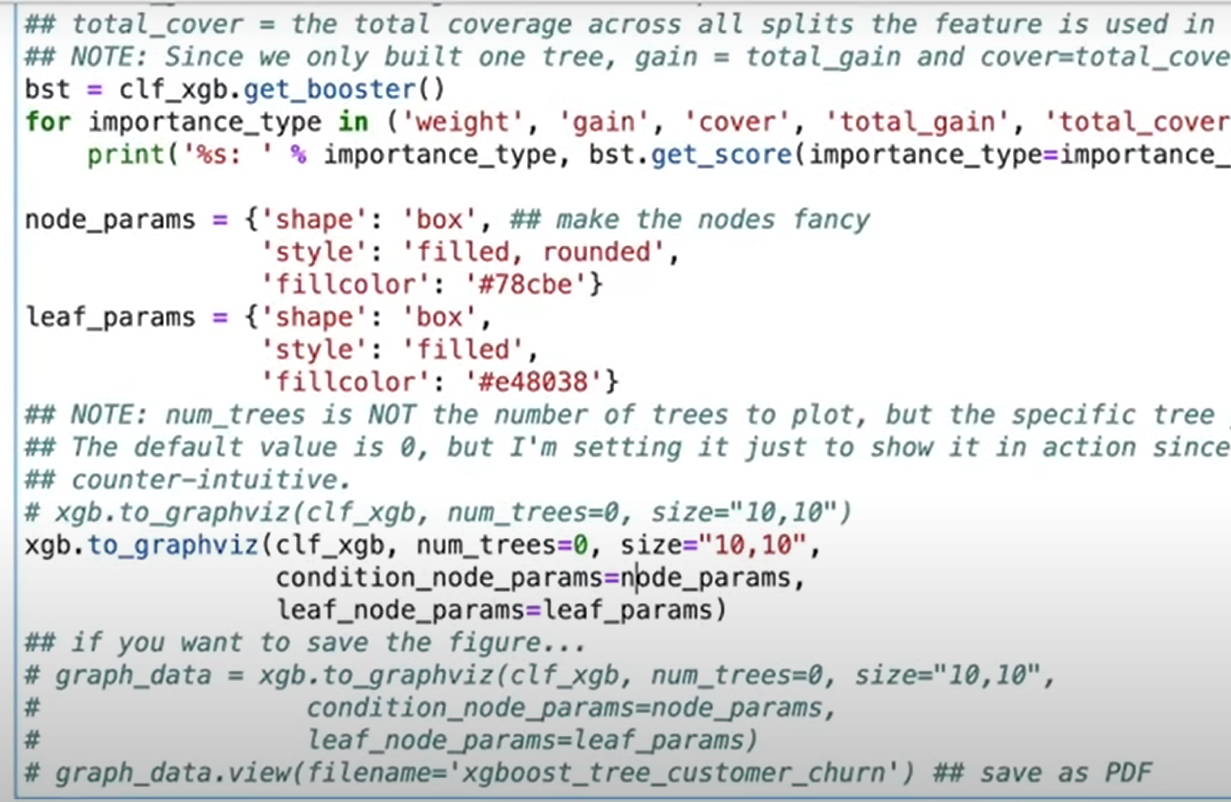 ## total_cover = the total coverage across all splits the feature is used in
## NOTE: Since we only built one tree, gain = total_gain and cover=total_cove
bst = clf_xgb.get_booster()
for importance_type in ('weight', 'gain', 'cover', 'total_gain', 'total_cover
    print('%s: ' % importance_type, bst.get_score(importance_type=importance_

node_params = {'shape': 'box', ## make the nodes fancy
               'style': 'filled, rounded',
               'fillcolor': '#78cbe'}
leaf_params = {'shape': 'box',
               'style': 'filled',
               'fillcolor': '#e48038'}
## NOTE: num_trees is NOT the number of trees to plot, but the specific tree
## The default value is 0, but I'm setting it just to show it in action since
## counter-intuitive.
# xgb.to_graphviz(clf_xgb, num_trees=0, size="10,10")
xgb.to_graphviz(clf_xgb, num_trees=0, size="10,10",
                condition_node_params=node_params,
                leaf_node_params=leaf_params)
## if you want to save the figure...
# graph_data = xgb.to_graphviz(clf_xgb, num_trees=0, size="10,10",
#                 condition_node_params=node_params,
#                 leaf_node_params=leaf_params)
# graph_data.view(filename='xgboost_tree_customer_churn') ## save as PDF